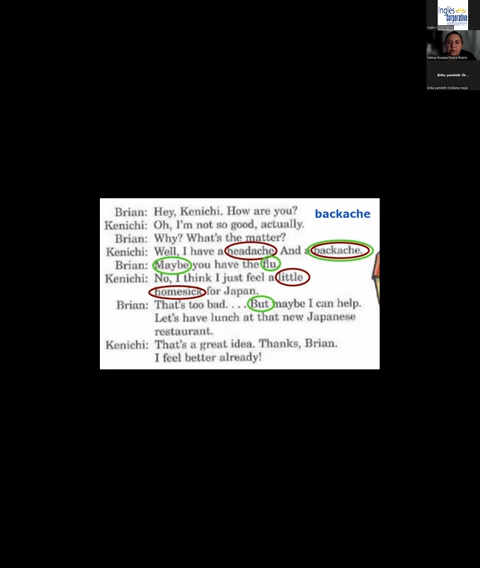 Inglés
corporativo
Brian: Hey, Kenichi. How are you?
backache
Kenichi: Oh, I'm not so good, actually.
Brian: Why? What's the matter?
Kenichi: Well, I have a headache. And a backache.
Brian: Maybe you have the flu.
Kenichi: No, I think I just feel a little
homesick for Japan.
Brian: That's too bad. . . . But maybe I can help.
Let's have lunch at that new Japanese
restaurant.
Kenichi: That's a great idea. Thanks, Brian.
I feel better already!